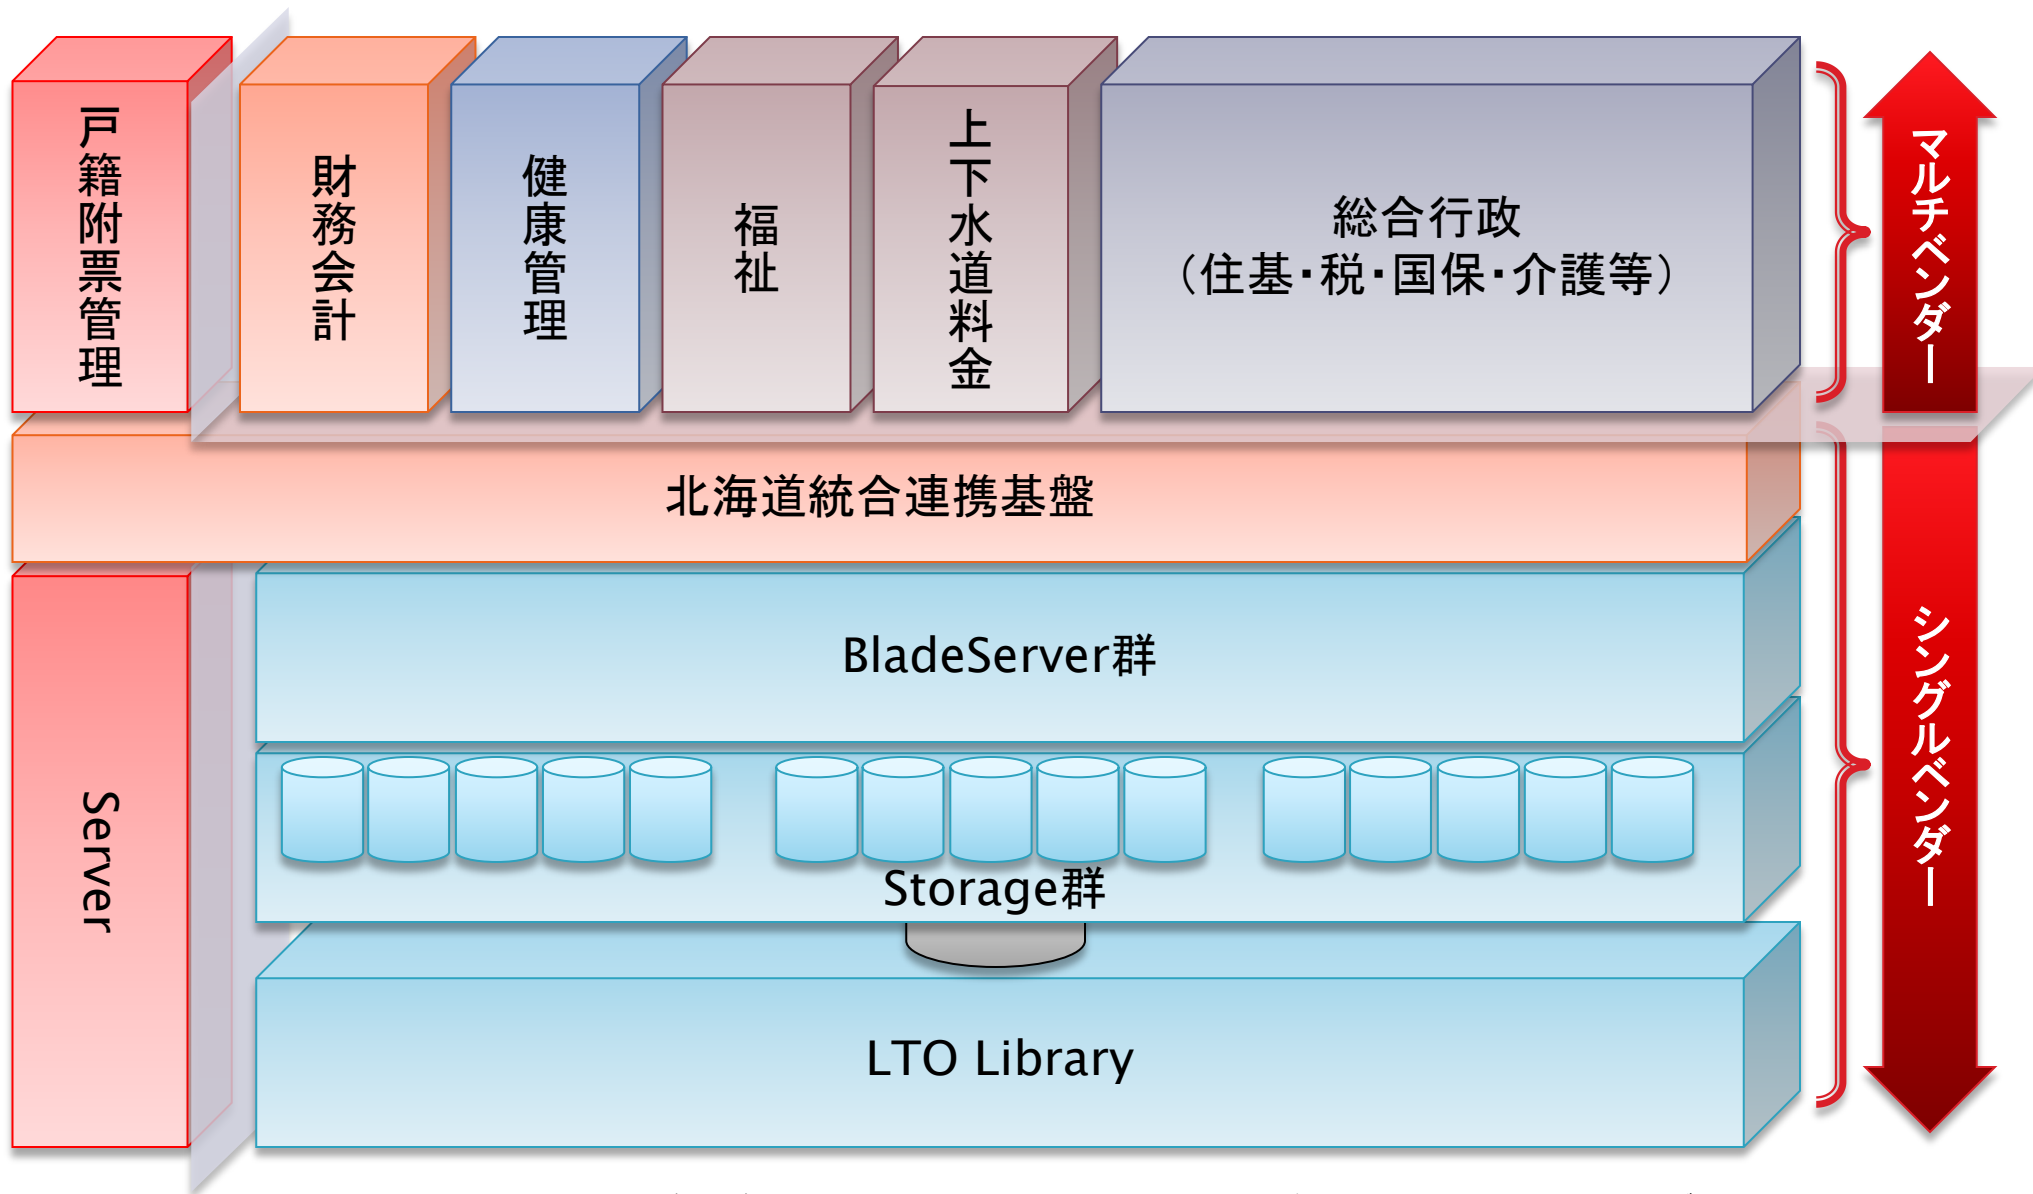 戸籍附票管理
財務会計
健康管理
福祉
上下水道料金
総合行政
（住基・税・国保・介護等）
マルチベンダー
北海道統合連携基盤
シングルベンダー
Server
BladeServer群
Storage群
LTO Library